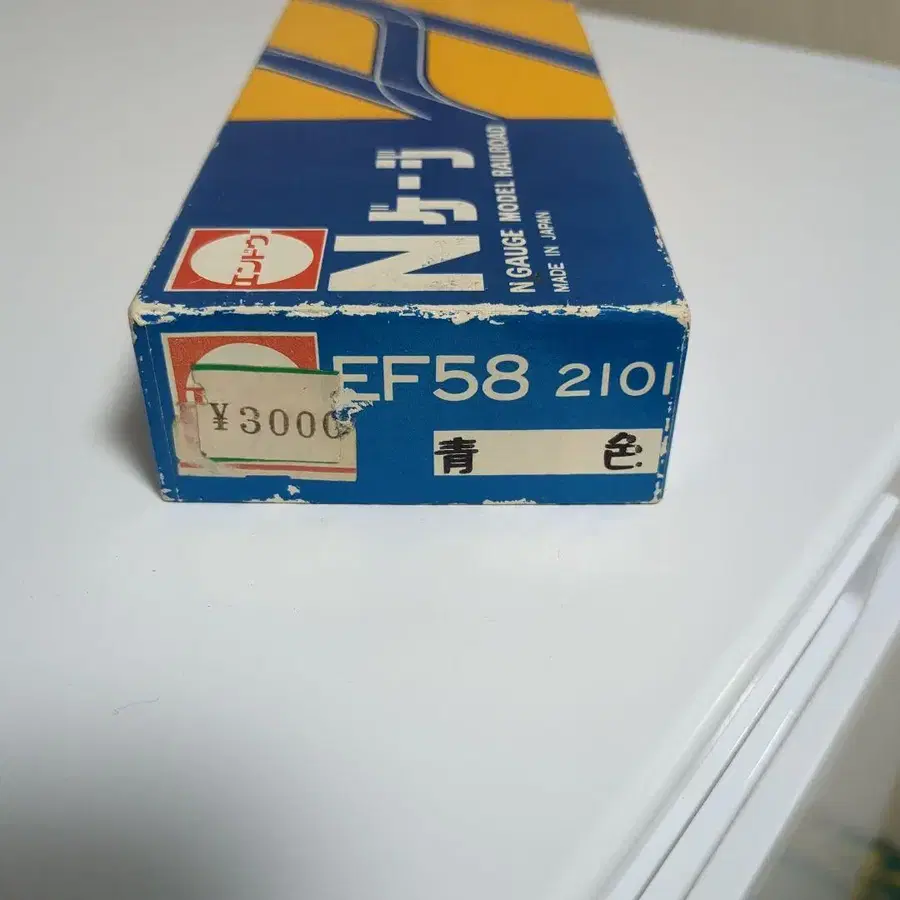 Nゲージ
N GAUGE MODEL RAILROAD
MADE IN JAPAN
エンドウ
EF58 2101
¥3000
青 色